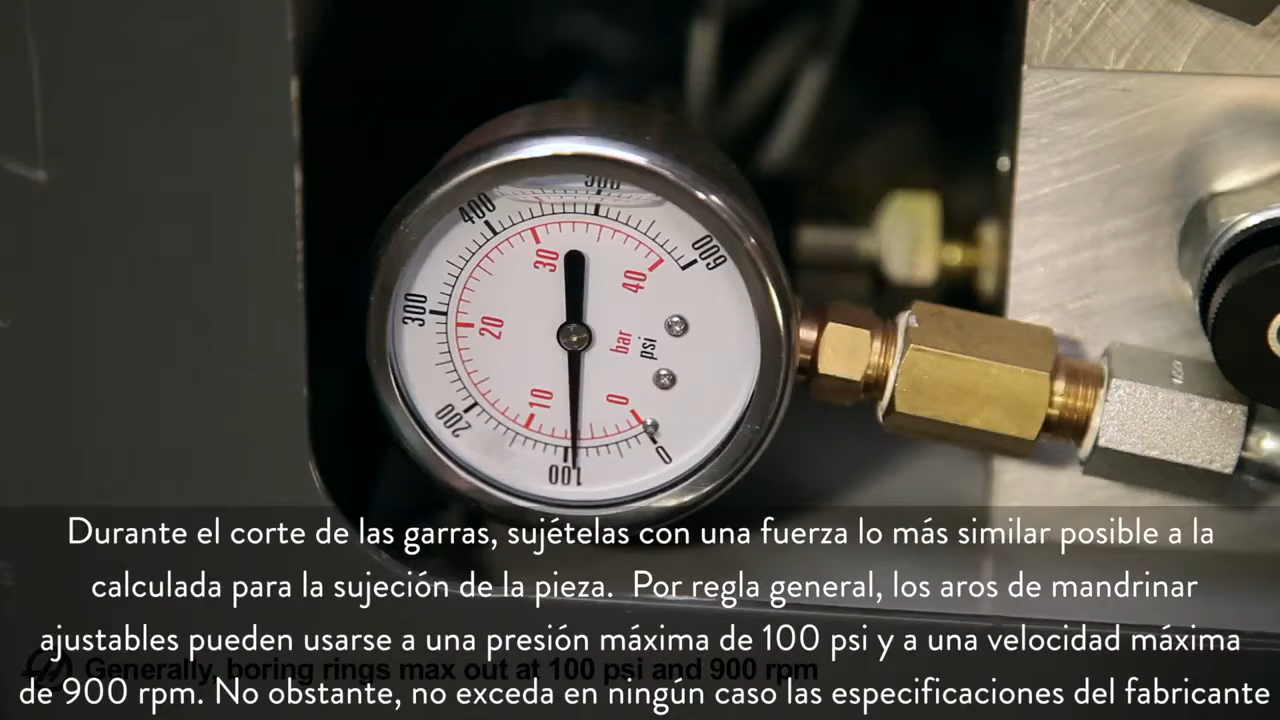 500
400
600
30
40
300
20
bar
psi
10
0
200
0
100
Durante el corte de las garras, sujételas con una fuerza lo más similar posible a la
calculada para la sujeción de la pieza. Por regla general, los aros de mandrinar
ajustables pueden usarse a una presión máxima de 100 psi y a una velocidad máxima
Generally, boring rings max out at 100 psi and 900 rpm
de 900 rpm. No obstante, no exceda en ningún caso las especificaciones del fabricante